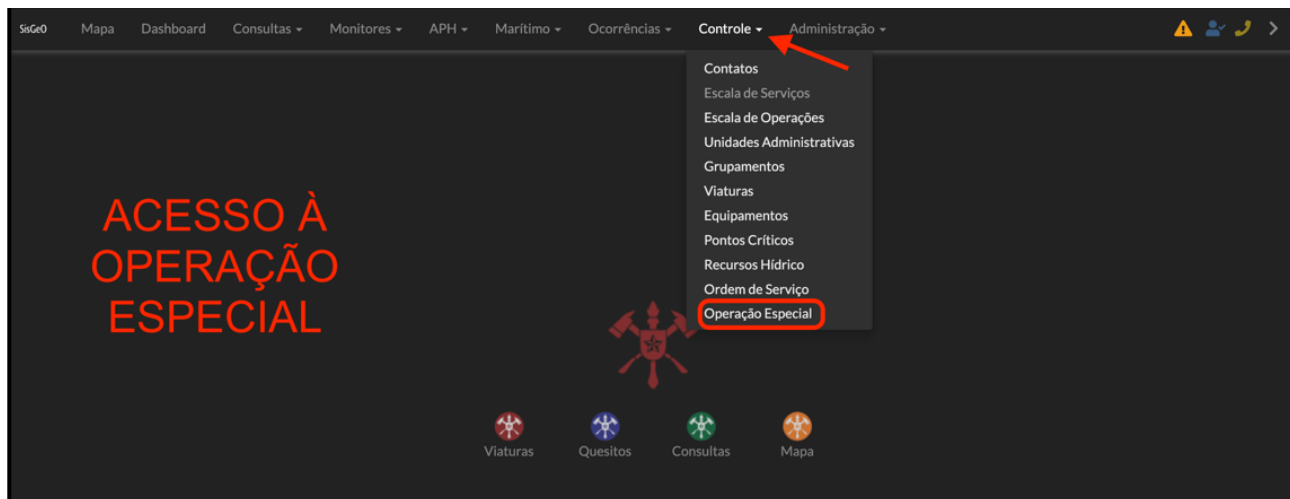 SisGeO Mapa Dashboard Consultas Monitores APH Marítimo Ocorrências Controle Administração
Contatos
Escala de Serviços
Escala de Operações
Unidades Administrativas
Grupamentos
Viaturas
Equipamentos
Pontos Críticos
Recursos Hídrico
Ordem de Serviço
Operação Especial
ACESSO À
OPERAÇÃO
ESPECIAL
Viaturas Quesitos Consultas Mapa